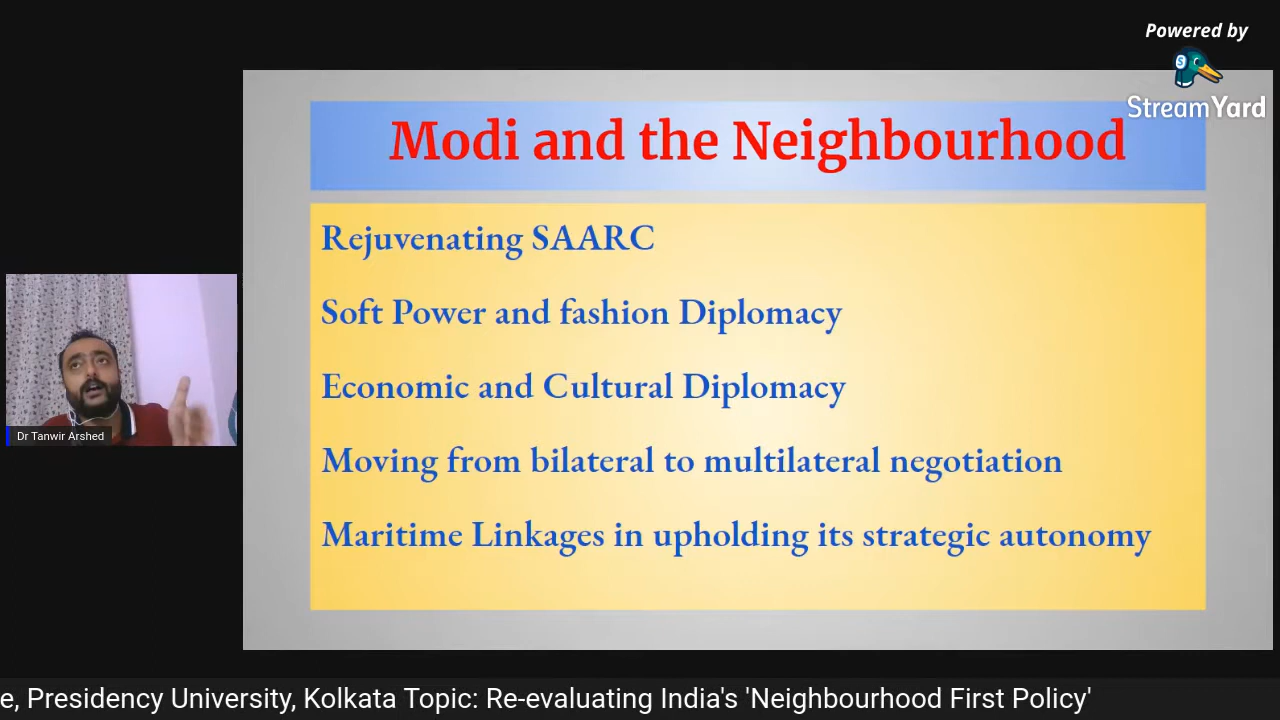 Powered by
StreamYard
Modi and the Neighbourhood
Rejuvenating SAARC
Soft Power and fashion Diplomacy
Economic and Cultural Diplomacy
Moving from bilateral to multilateral negotiation
Maritime Linkages in upholding its strategic autonomy
Dr Tanwir Arshed
e, Presidency University, Kolkata Topic: Re-evaluating India's 'Neighbourhood First Policy'